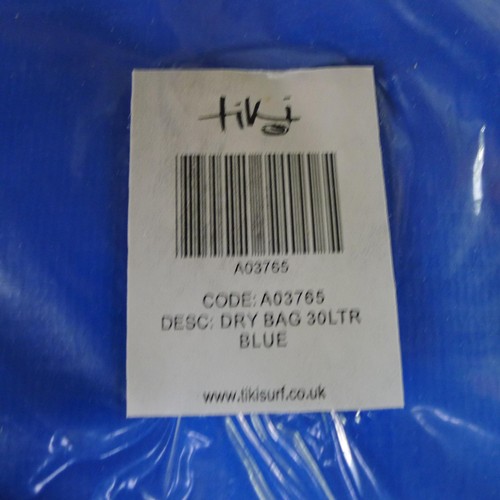 tiki
A03765
CODE: A03765
DESC: DRY BAG 30LTR
BLUE
www.tikisurf.co.uk